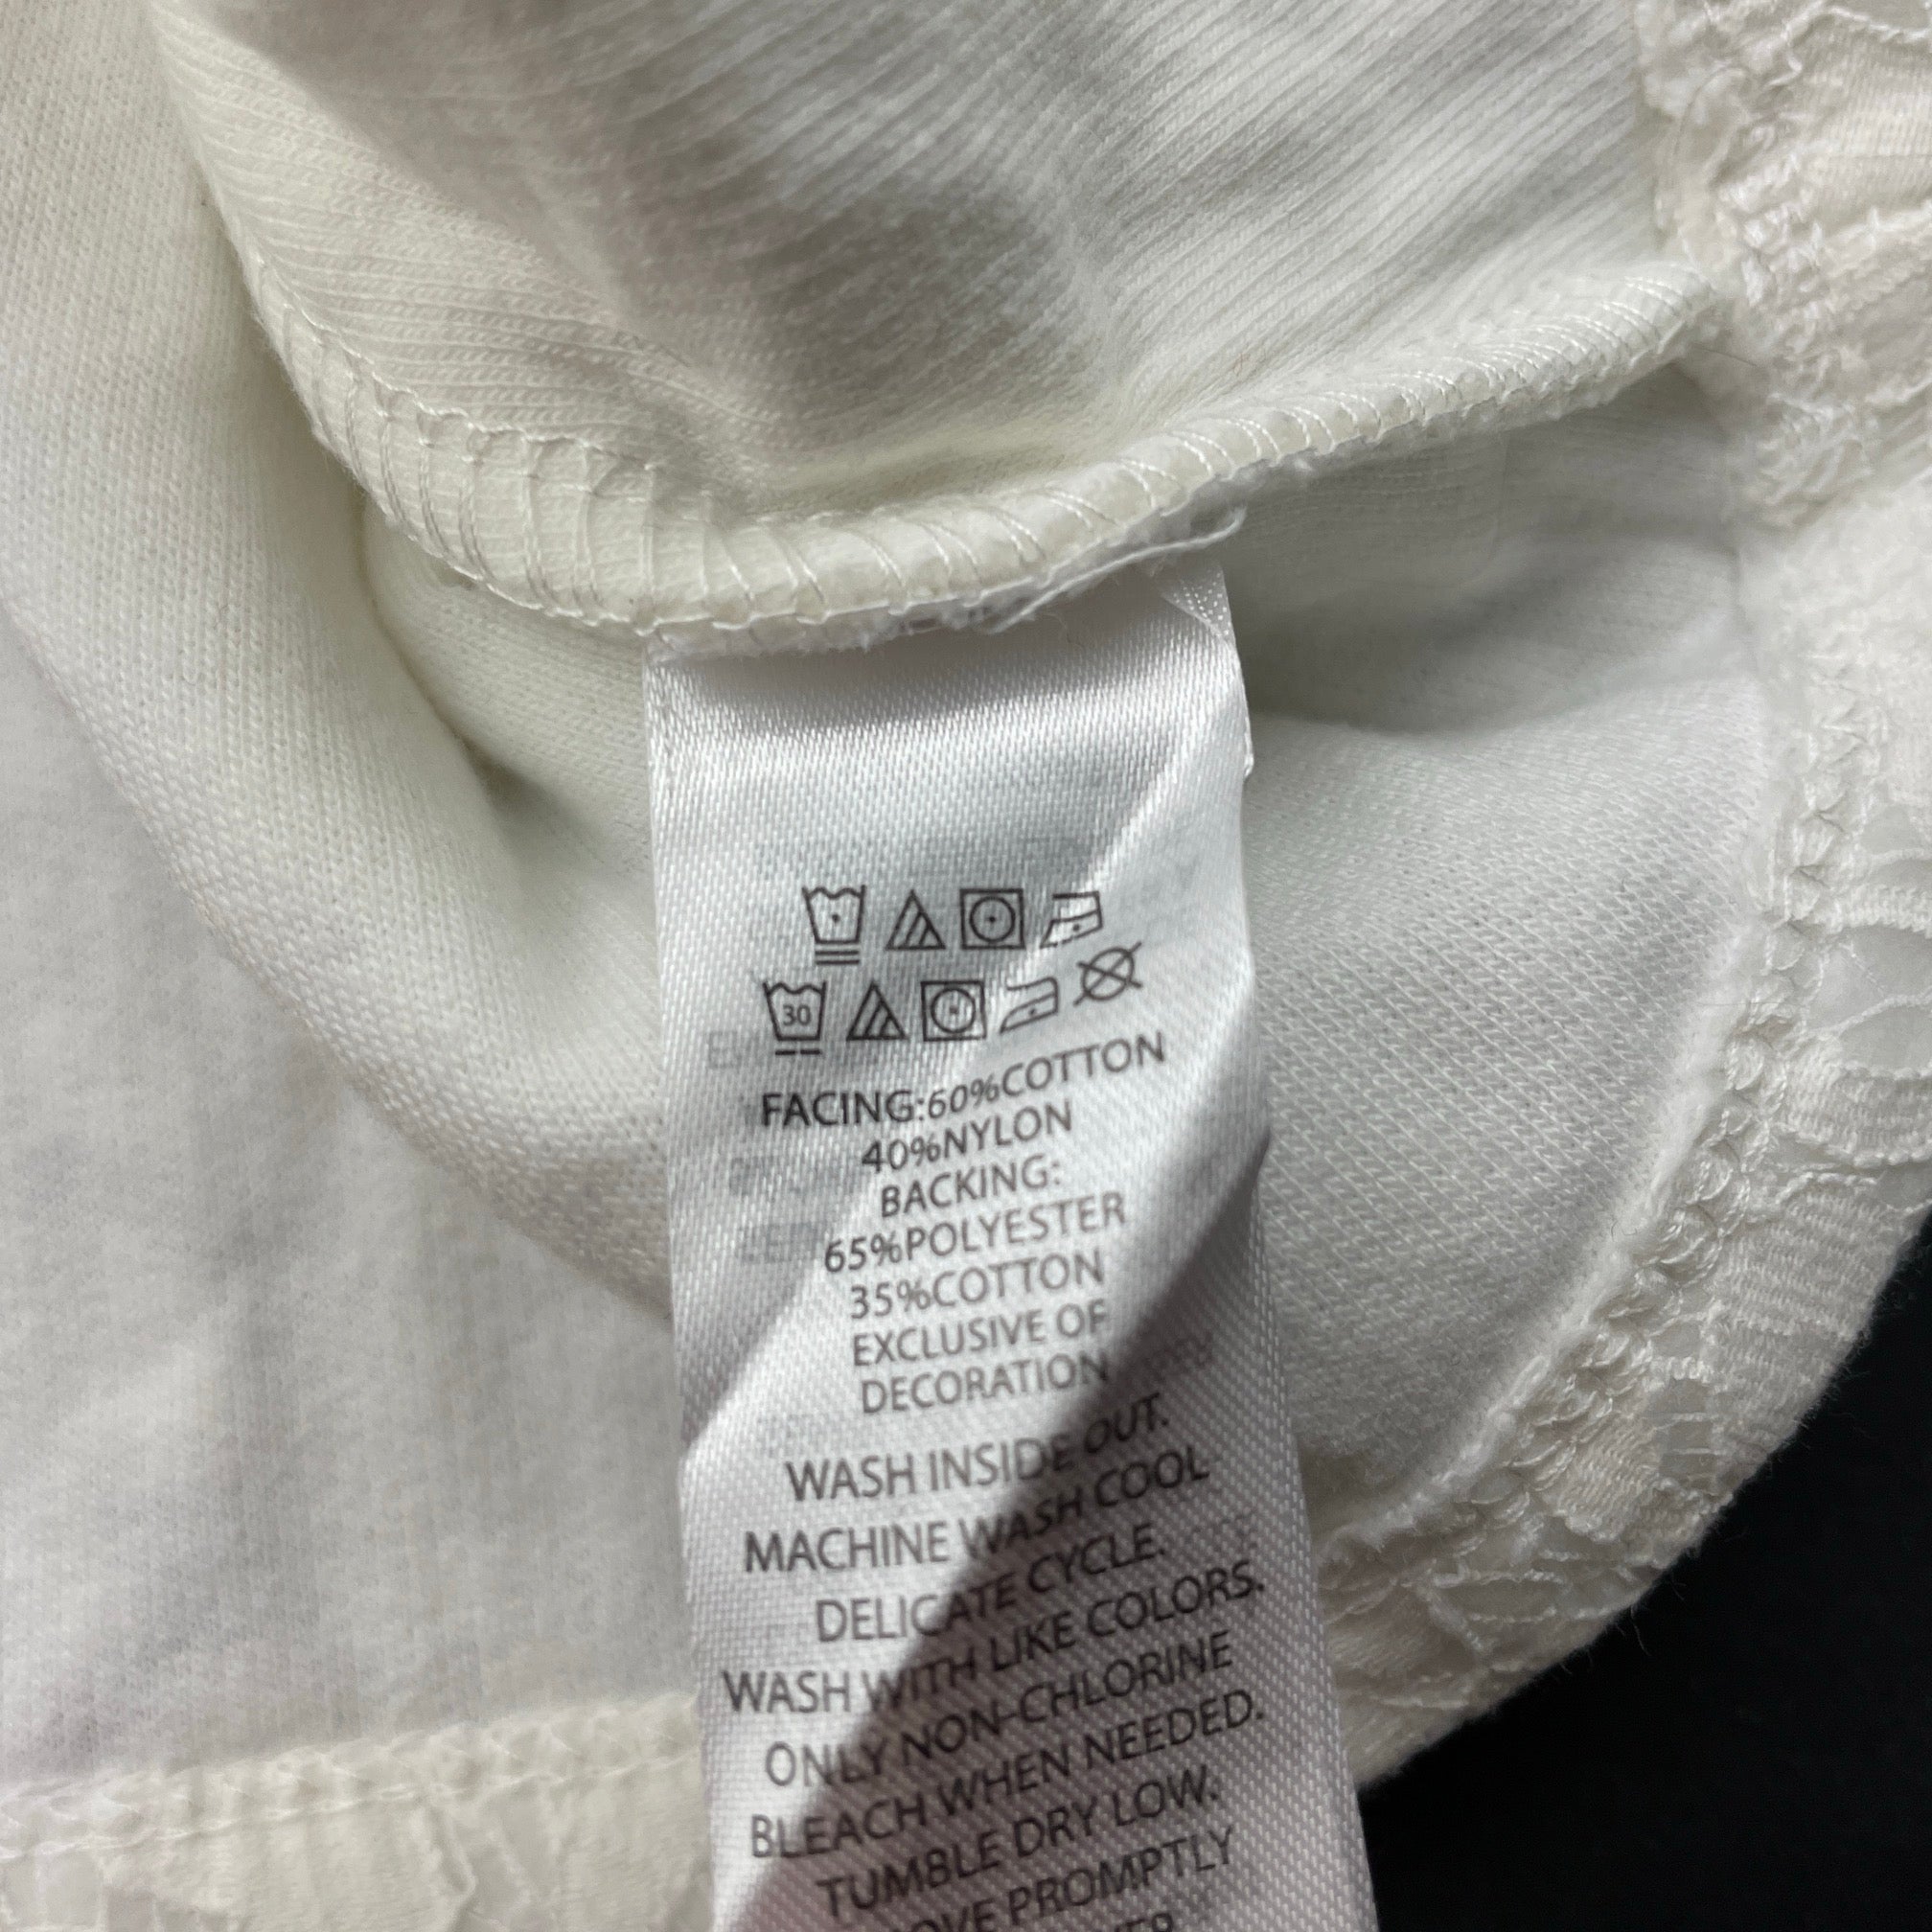 30
FACING:60%COTTON
40%NYLON
BACKING:
65%POLYESTER
35%COTTON
EXCLUSIVE OF
DECORATION
WASH INSIDE OUT.
MACHINE WASH COOL
DELICATE CYCLE.
WASH WITH LIKE COLORS.
ONLY NON-CHLORINE
BLEACH WHEN NEEDED.
TUMBLE DRY LOW.
PROMPTLY